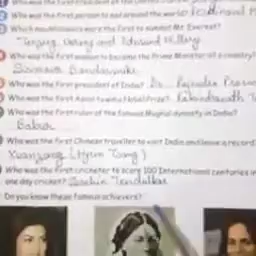 Who was the first person to sail around the world? Ferdinand M
Which mountaineers were the first to summit Mt. Everest?
Tenzing Norgay and Edmund Hillary
Who was the first woman to become the Prime Minister of a country?
Sirimavo Bandaranaike
Who was the first president of India? Dr. Rajendra Prasa
Who was the first Asian to win a Nobel Prize? Rabindranath T
Who was the first ruler of the famous Mughal dynasty in India?
Babur
Who was the first Chinese traveller to visit India and leave a record
Xuanzang (Hyun Tsang)
Who was the first cricketer to score 100 International centuries in
one day cricket? Sachin Tendulkar
Do you know these famous achievers?